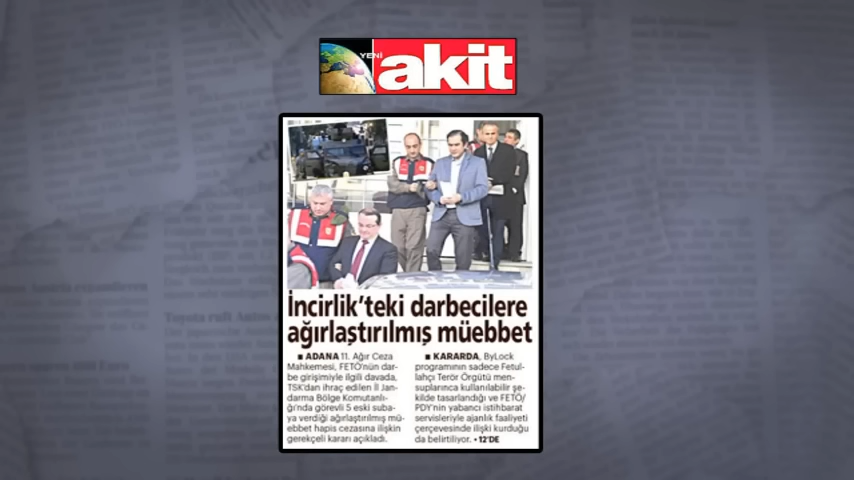 YENİ
akit
İncirlik'teki darbecilere
ağırlaştırılmış müebbet
■ ADANA 11. Ağır Ceza
Mahkemesi, FETÖ'nün dar-
be girişimiyle ilgili davada,
TSK'dan ihraç edilen İl Jan-
darma Bölge Komutanlı-
ğı'nda görevli 5 eski suba-
ya verdiği ağırlaştırılmış mü-
ebbet hapis cezasına ilişkin
gerekçeli kararı açıkladı.
■ KARARDA, ByLock
programının sadece Fetul-
lahçı Terör Örgütü men-
suplarınca kullanılabilir şe-
kilde tasarlandığı ve FETÖ/
PDY'nin yabancı istihbarat
servisleriyle ajanlık faaliyeti
çerçevesinde ilişki kurduğu
da belirtiliyor. • 12'DE